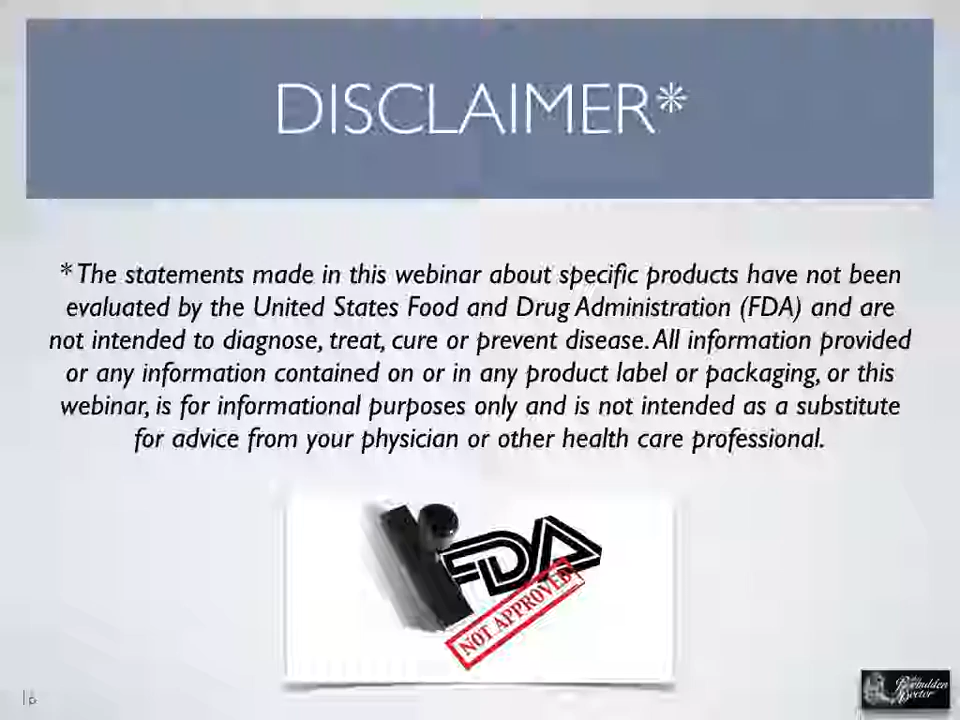 DISCLAIMER*
* The statements made in this webinar about specific products have not been
evaluated by the United States Food and Drug Administration (FDA) and are
not intended to diagnose, treat, cure or prevent disease. All information provided
or any information contained on or in any product label or packaging, or this
webinar, is for informational purposes only and is not intended as a substitute
for advice from your physician or other health care professional.
FDA
NOT APPROVED
Forbidden
Doctor